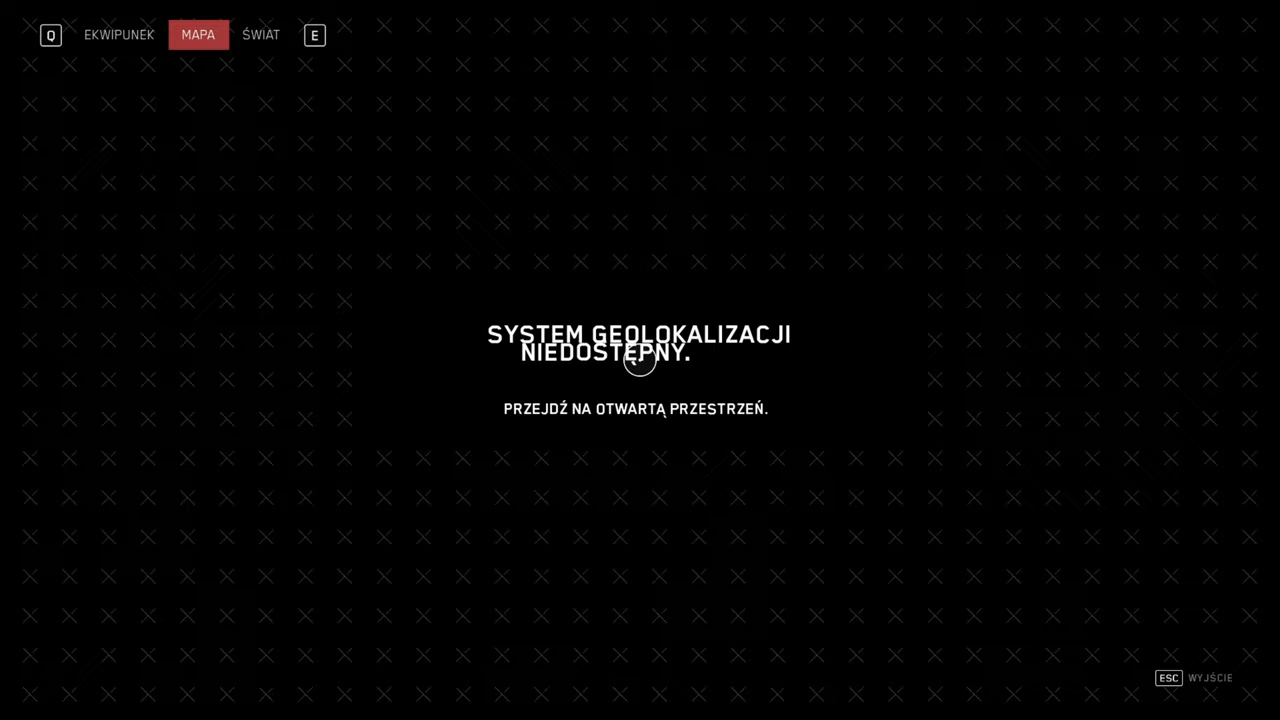 Q EKWIPUNEK MAPA ŚWIAT E
SYSTEM GEOLOKALIZACJI
NIEDOSTĘPNY.
PRZEJDŹ NA OTWARTĄ PRZESTRZEŃ.
ESC WYJŚCIE